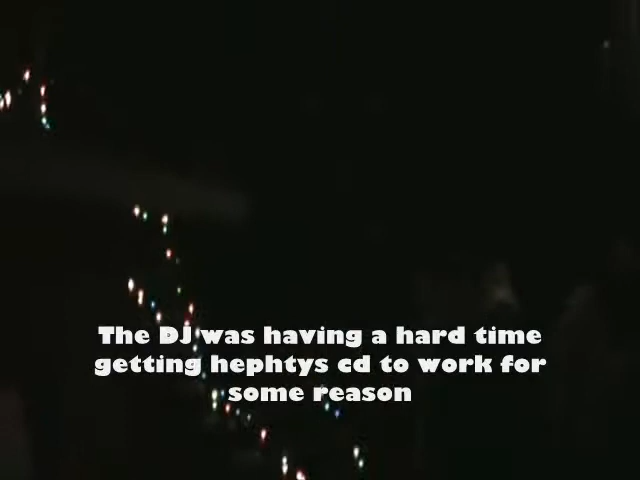 The DJ was having a hard time
getting hephtys cd to work for
some reason